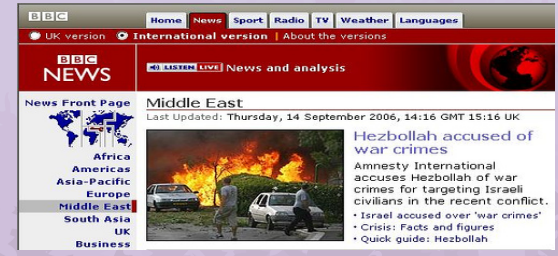 BBC
Home News Sport Radio TV Weather Languages
UK version International version | About the versions
BBC
NEWS
LISTEN LIVE News and analysis
News Front Page
Africa
Americas
Asia-Pacific
Europe
Middle East
South Asia
UK
Business
Middle East
Last Updated: Thursday, 14 September 2006, 14:16 GMT 15:16 UK
Hezbollah accused of
war crimes
Amnesty International
accuses Hezbollah of war
crimes for targeting Israeli
civilians in the recent conflict.
• Israel accused over 'war crimes'
• Crisis: Facts and figures
• Quick guide: Hezbollah